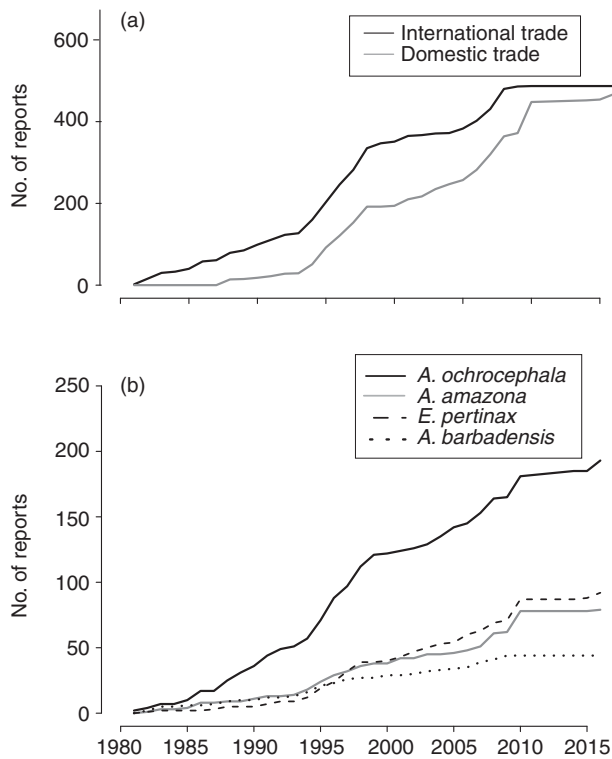 (a)
International trade
Domestic trade
No. of reports
600
400
200
0
(b)
A. ochrocephala
A. amazona
E. pertinax
A. barbadensis
No. of reports
250
200
150
100
50
0
1980 1985 1990 1995 2000 2005 2010 2015